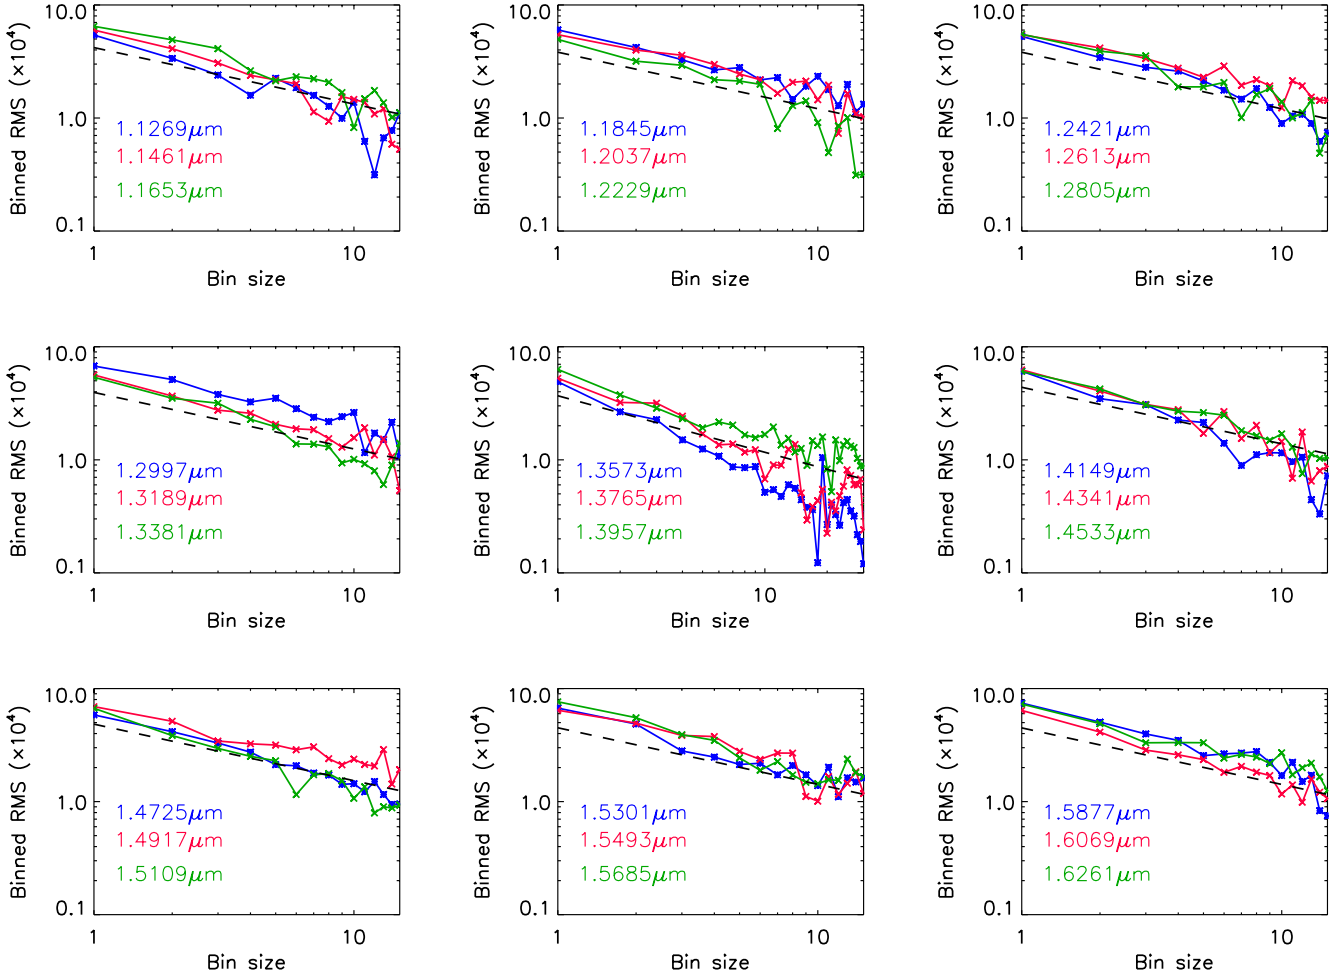 Binned RMS (×10⁴)
10.0
1.0
0.1
1.1269μm
1.1461μm
1.1653μm
1
10
Bin size
Binned RMS (×10⁴)
10.0
1.0
0.1
1.1845μm
1.2037μm
1.2229μm
1
10
Bin size
Binned RMS (×10⁴)
10.0
1.0
0.1
1.2421μm
1.2613μm
1.2805μm
1
10
Bin size
Binned RMS (×10⁴)
10.0
1.0
0.1
1.2997μm
1.3189μm
1.3381μm
1
10
Bin size
Binned RMS (×10⁴)
10.0
1.0
0.1
1.3573μm
1.3765μm
1.3957μm
1
10
Bin size
Binned RMS (×10⁴)
10.0
1.0
0.1
1.4149μm
1.4341μm
1.4533μm
1
10
Bin size
Binned RMS (×10⁴)
10.0
1.0
0.1
1.4725μm
1.4917μm
1.5109μm
1
10
Bin size
Binned RMS (×10⁴)
10.0
1.0
0.1
1.5301μm
1.5493μm
1.5685μm
1
10
Bin size
Binned RMS (×10⁴)
10.0
1.0
0.1
1.5877μm
1.6069μm
1.6261μm
1
10
Bin size